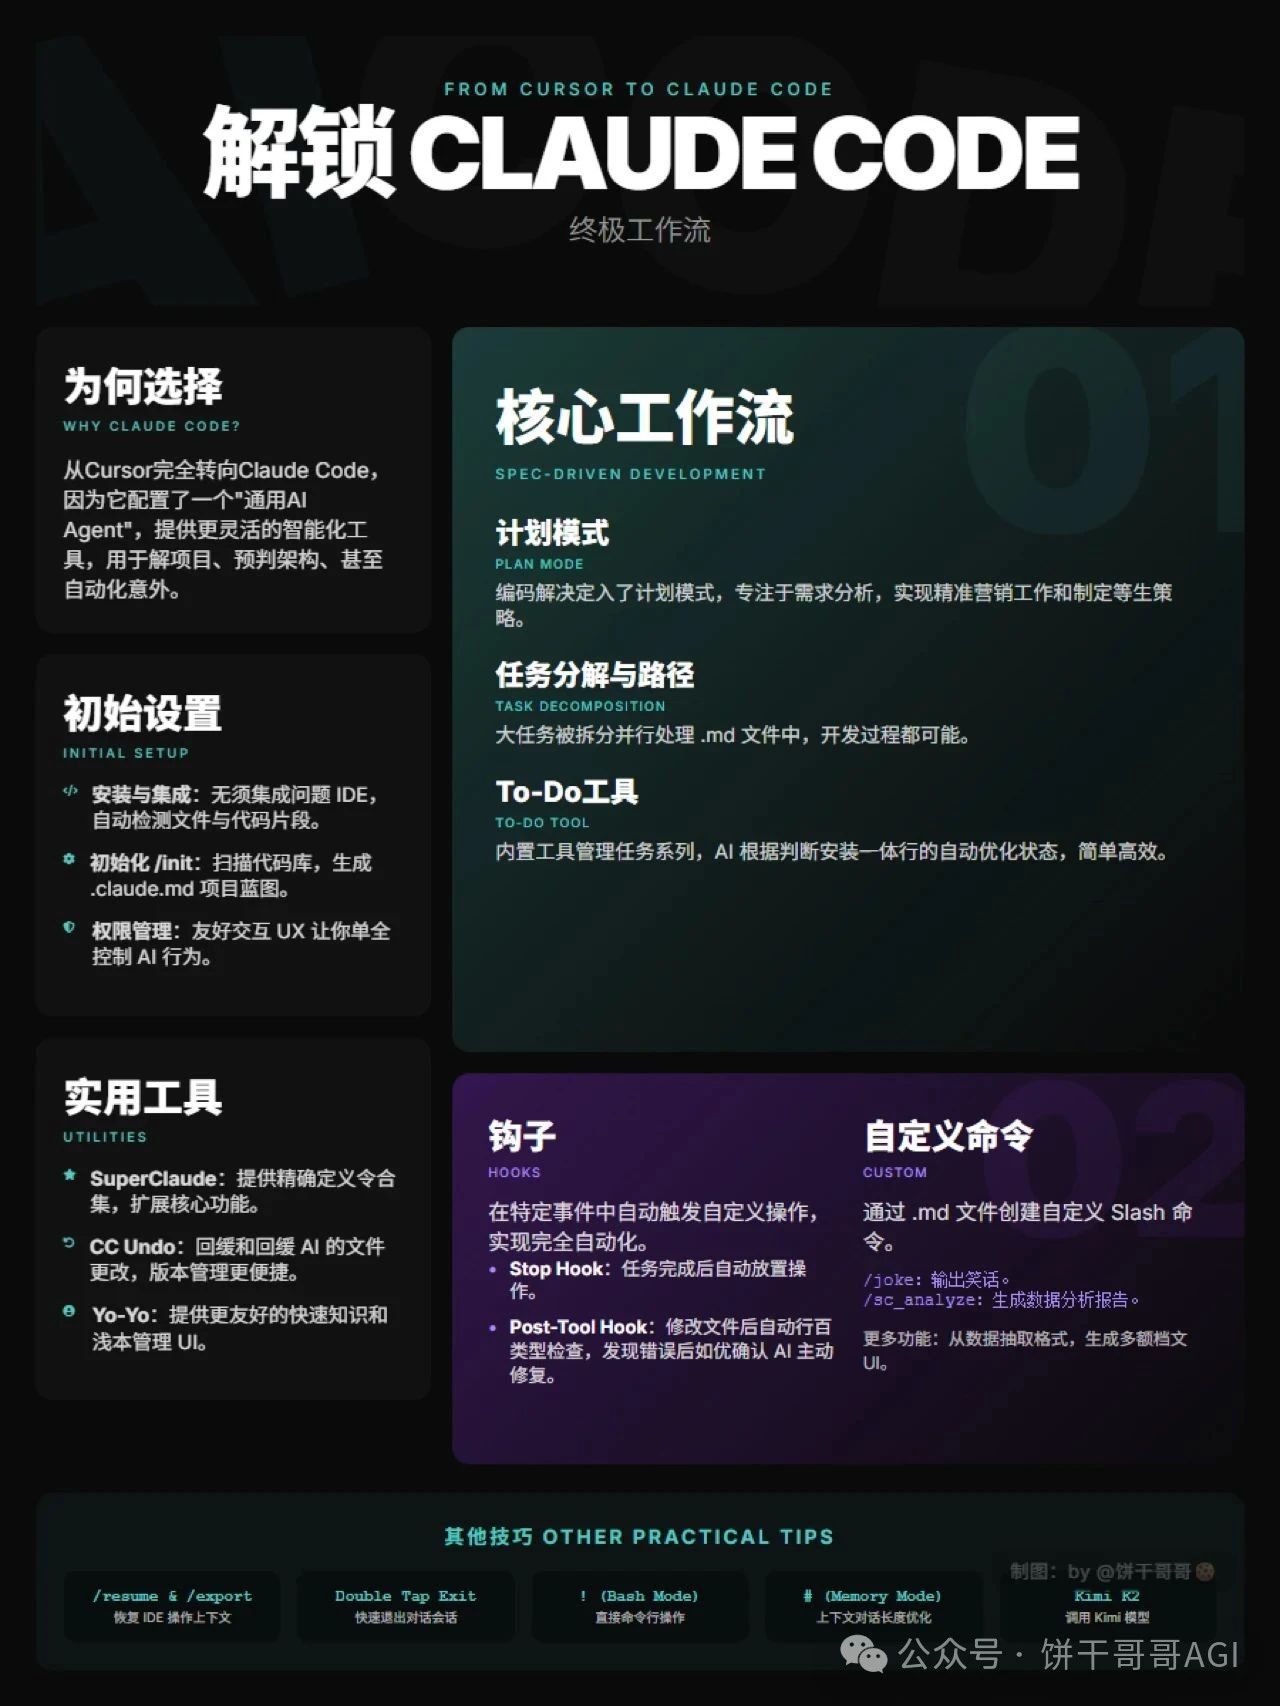 FROM CURSOR TO CLAUDE CODE
解锁 CLAUDE CODE
终极工作流
为何选择
WHY CLAUDE CODE?
从Cursor完全转向Claude Code，
因为它配置了一个"通用AI
Agent"，提供更灵活的智能化工
具，用于解项目、预判架构、甚至
自动化意外。
初始设置
INITIAL SETUP
安装与集成：无须集成问题 IDE，
自动检测文件与代码片段。
初始化 /init：扫描代码库，生成
.claude.md 项目蓝图。
权限管理：友好交互 UX 让你单全
控制 AI 行为。
实用工具
UTILITIES
SuperClaude：提供精确定义令合
集，扩展核心功能。
CC Undo：回缓和回缓 AI 的文件
更改，版本管理更便捷。
Yo-Yo：提供更友好的快速知识和
浅本管理 UI。
01
核心工作流
SPEC-DRIVEN DEVELOPMENT
计划模式
PLAN MODE
编码解决定入了计划模式，专注于需求分析，实现精准营销工作和制定等生策
略。
任务分解与路径
TASK DECOMPOSITION
大任务被拆分并行处理 .md 文件中，开发过程都可能。
To-Do工具
TO-DO TOOL
内置工具管理任务系列，AI 根据判断安装一体行的自动优化状态，简单高效。
02
钩子
HOOKS
在特定事件中自动触发自定义操作，
实现完全自动化。
Stop Hook：任务完成后自动放置操
作。
Post-Tool Hook：修改文件后自动行百
类型检查，发现错误后如优确认 AI 主动
修复。
自定义命令
CUSTOM
通过 .md 文件创建自定义 Slash 命
令。
/joke: 输出笑话。
/sc_analyze: 生成数据分析报告。
更多功能：从数据抽取格式，生成多额档文
UI。
其他技巧 OTHER PRACTICAL TIPS
/resume & /export
恢复 IDE 操作上下文
Double Tap Exit
快速退出对话会话
! (Bash Mode)
直接命令行操作
# (Memory Mode)
上下文对话长度优化
制图：by @饼干哥哥
Kimi K2
调用 Kimi 模型
公众号 · 饼干哥哥AGI